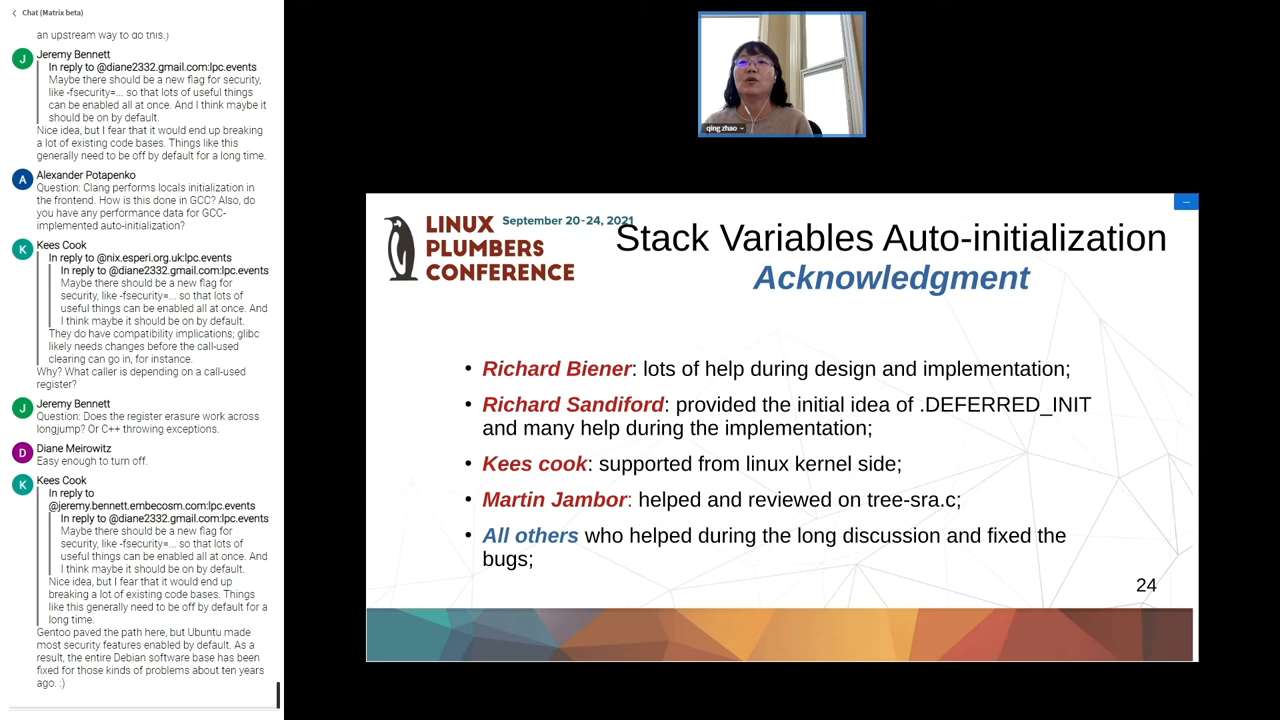 Chat (Matrix beta)
an upstream way to do this.)
J
Jeremy Bennett
In reply to @diane2332.gmail.com:lpc.events
Maybe there should be a new flag for security,
like -fsecurity=... so that lots of useful things
can be enabled all at once. And I think maybe it
should be on by default.
Nice idea, but I fear that it would end up breaking
a lot of existing code bases. Things like this
generally need to be off by default for a long time.
A
Alexander Potapenko
Question: Clang performs locals initialization in
the frontend. How is this done in GCC? Also, do
you have any performance data for GCC-
implemented auto-initialization?
K
Kees Cook
In reply to @nix.esperi.org.uk:lpc.events
In reply to @diane2332.gmail.com:lpc.events
Maybe there should be a new flag for
security, like -fsecurity=... so that lots of
useful things can be enabled all at once. And
I think maybe it should be on by default.
They do have compatibility implications; glibc
likely needs changes before the call-used
clearing can go in, for instance.
Why? What caller is depending on a call-used
register?
J
Jeremy Bennett
Question: Does the register erasure work across
longjump? Or C++ throwing exceptions.
D
Diane Meirowitz
Easy enough to turn off.
K
Kees Cook
In reply to
@jeremy.bennett.embecosm.com:lpc.events
In reply to @diane2332.gmail.com:lpc.events
Maybe there should be a new flag for
security, like -fsecurity=... so that lots of
useful things can be enabled all at once. And
I think maybe it should be on by default.
Nice idea, but I fear that it would end up
breaking a lot of existing code bases. Things
like this generally need to be off by default for a
long time.
Gentoo paved the path here, but Ubuntu made
most security features enabled by default. As a
result, the entire Debian software base has been
fixed for those kinds of problems about ten years
ago. :)
qing zhao
LINUX
PLUMBERS
CONFERENCE
September 20-24, 2021
Stack Variables Auto-initialization
Acknowledgment
• Richard Biener: lots of help during design and implementation;
• Richard Sandiford: provided the initial idea of .DEFERRED_INIT
and many help during the implementation;
• Kees cook: supported from linux kernel side;
• Martin Jambor: helped and reviewed on tree-sra.c;
• All others who helped during the long discussion and fixed the
bugs;
24